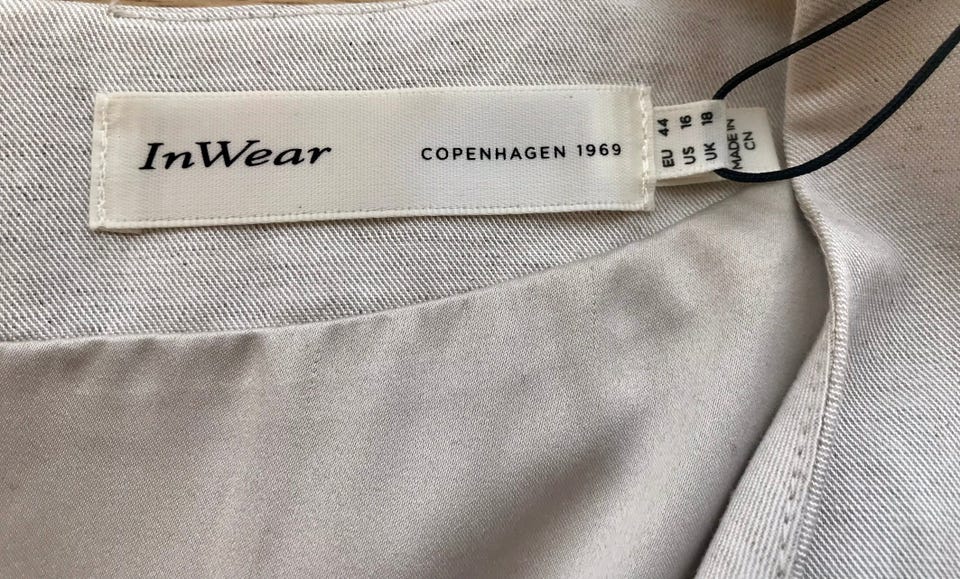 InWear
COPENHAGEN 1969
EU 44
US 16
UK 18
MADE IN
CN